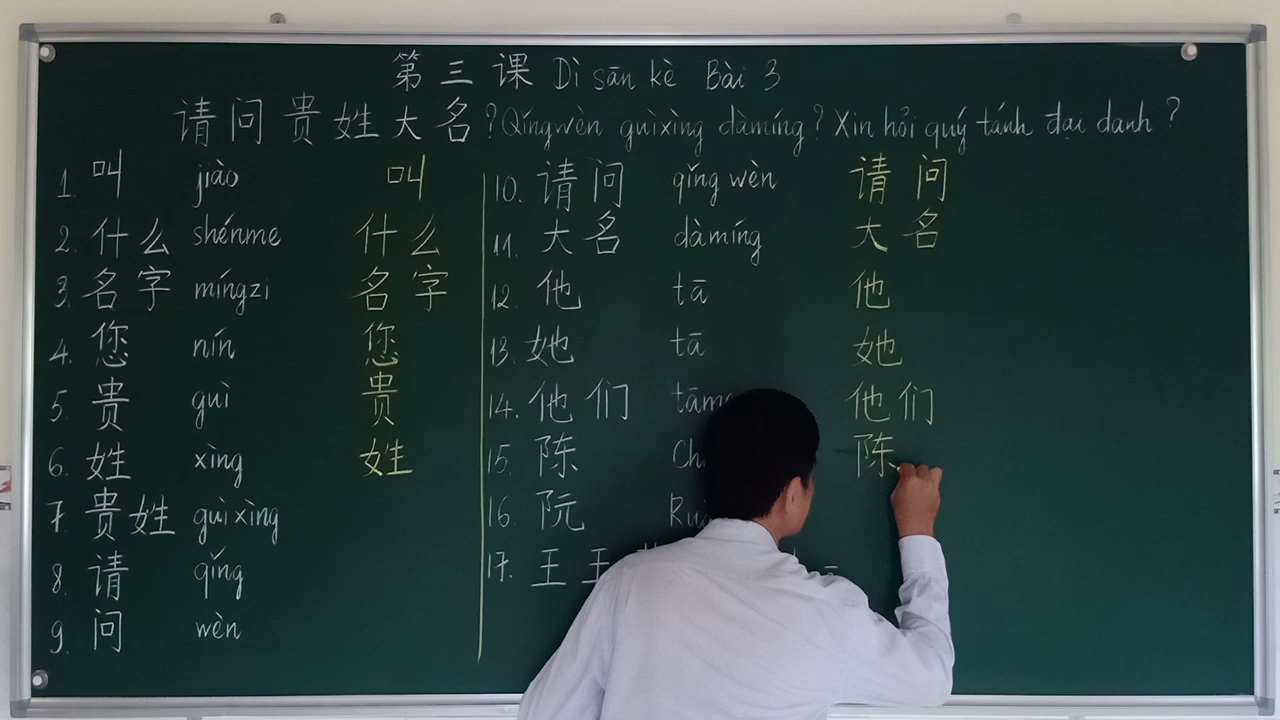 第三课 Dì sān kè Bài 3
请问贵姓大名? Qǐngwèn guìxìng dàmíng? Xin hỏi quý tánh đại danh?
1. 叫 jiào 叫
2. 什么 shénme 什么
3. 名字 míngzi 名字
4. 您 nín 您
5. 贵 guì 贵
6. 姓 xìng 姓
7. 贵姓 guìxìng
8. 请 qǐng
9. 问 wèn
10. 请问 qǐng wèn 请问
11. 大名 dàmíng 大名
12. 他 tā 他
13. 她 tā 她
14. 他们 tām 他们
15. 陈 Ch 陈
16. 阮 Ru
17. 王王